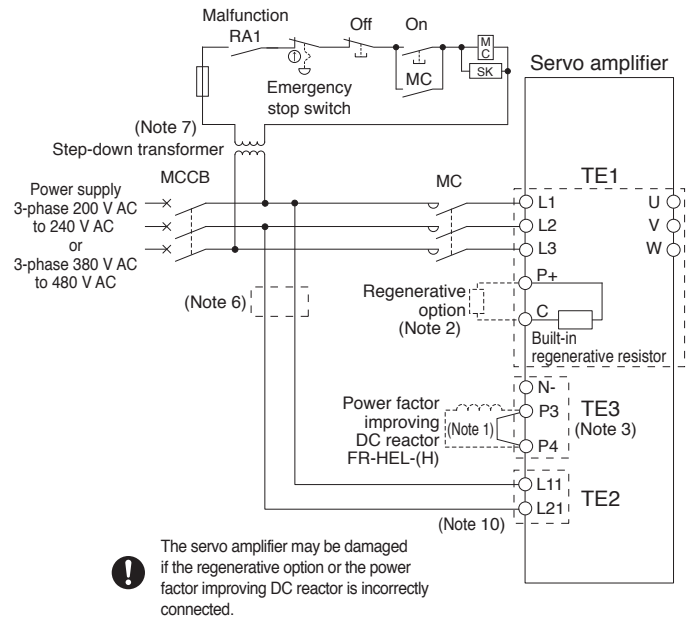 Malfunction
RA1
Off
On
MC
SK
MC
Emergency
stop switch
Servo amplifier
(Note 7)
Step-down transformer
MCCB
MC
TE1
Power supply
3-phase 200 V AC
to 240 V AC
or
3-phase 380 V AC
to 480 V AC
L1
L2
L3
U
V
W
P+
C
Built-in
regenerative resistor
(Note 6)
Regenerative
option
(Note 2)
N-
P3
P4
TE3
(Note 3)
Power factor
improving
DC reactor
FR-HEL-(H)
(Note 1)
L11
L21
TE2
(Note 10)
The servo amplifier may be damaged
if the regenerative option or the power
factor improving DC reactor is incorrectly
connected.